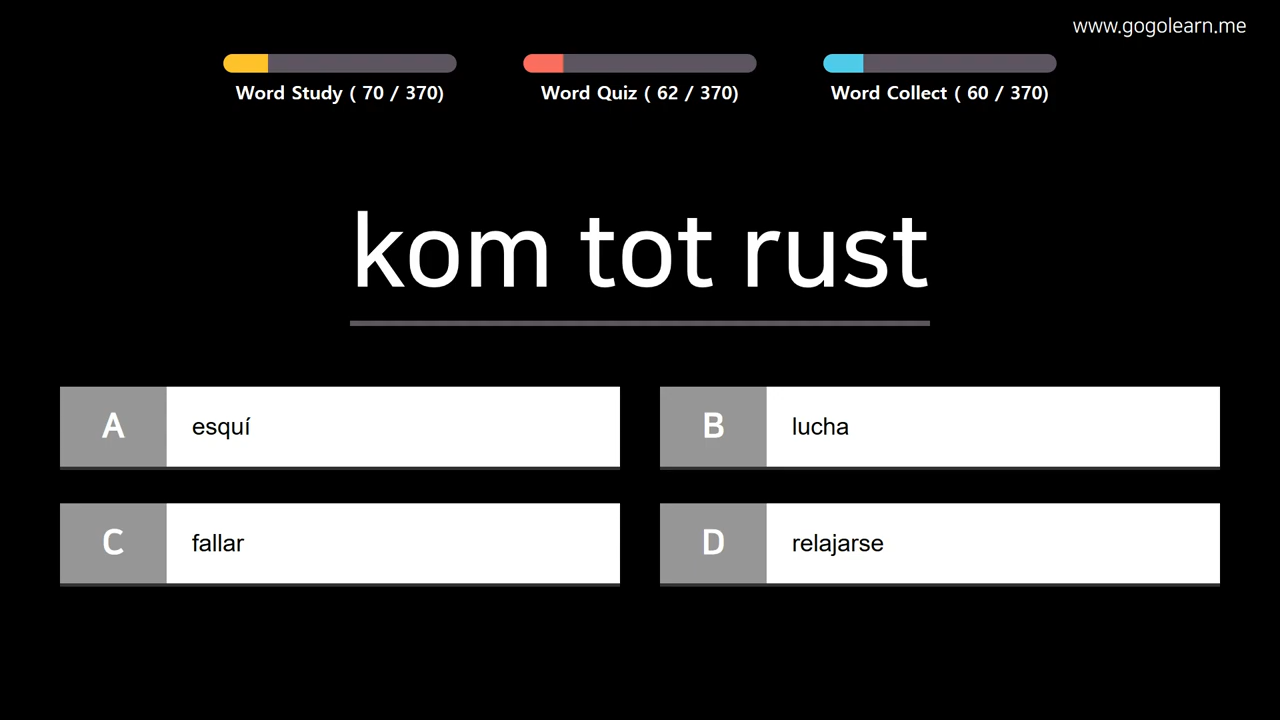 www.gogolearn.me
Word Study ( 70 / 370)
Word Quiz ( 62 / 370)
Word Collect ( 60 / 370)
kom tot rust
A esquí
B lucha
C fallar
D relajarse